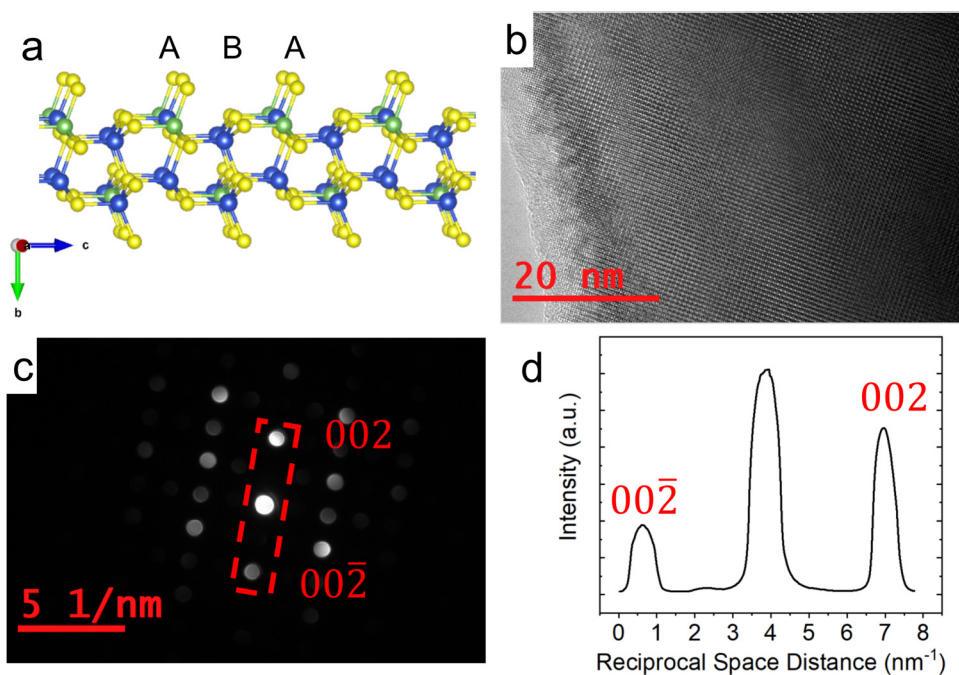 a
A B A
a
c
b
b
20 nm
c
002
002̅
5 1/nm
d
Intensity (a.u.)
002̅
002
0 1 2 3 4 5 6 7 8
Reciprocal Space Distance (nm⁻¹)